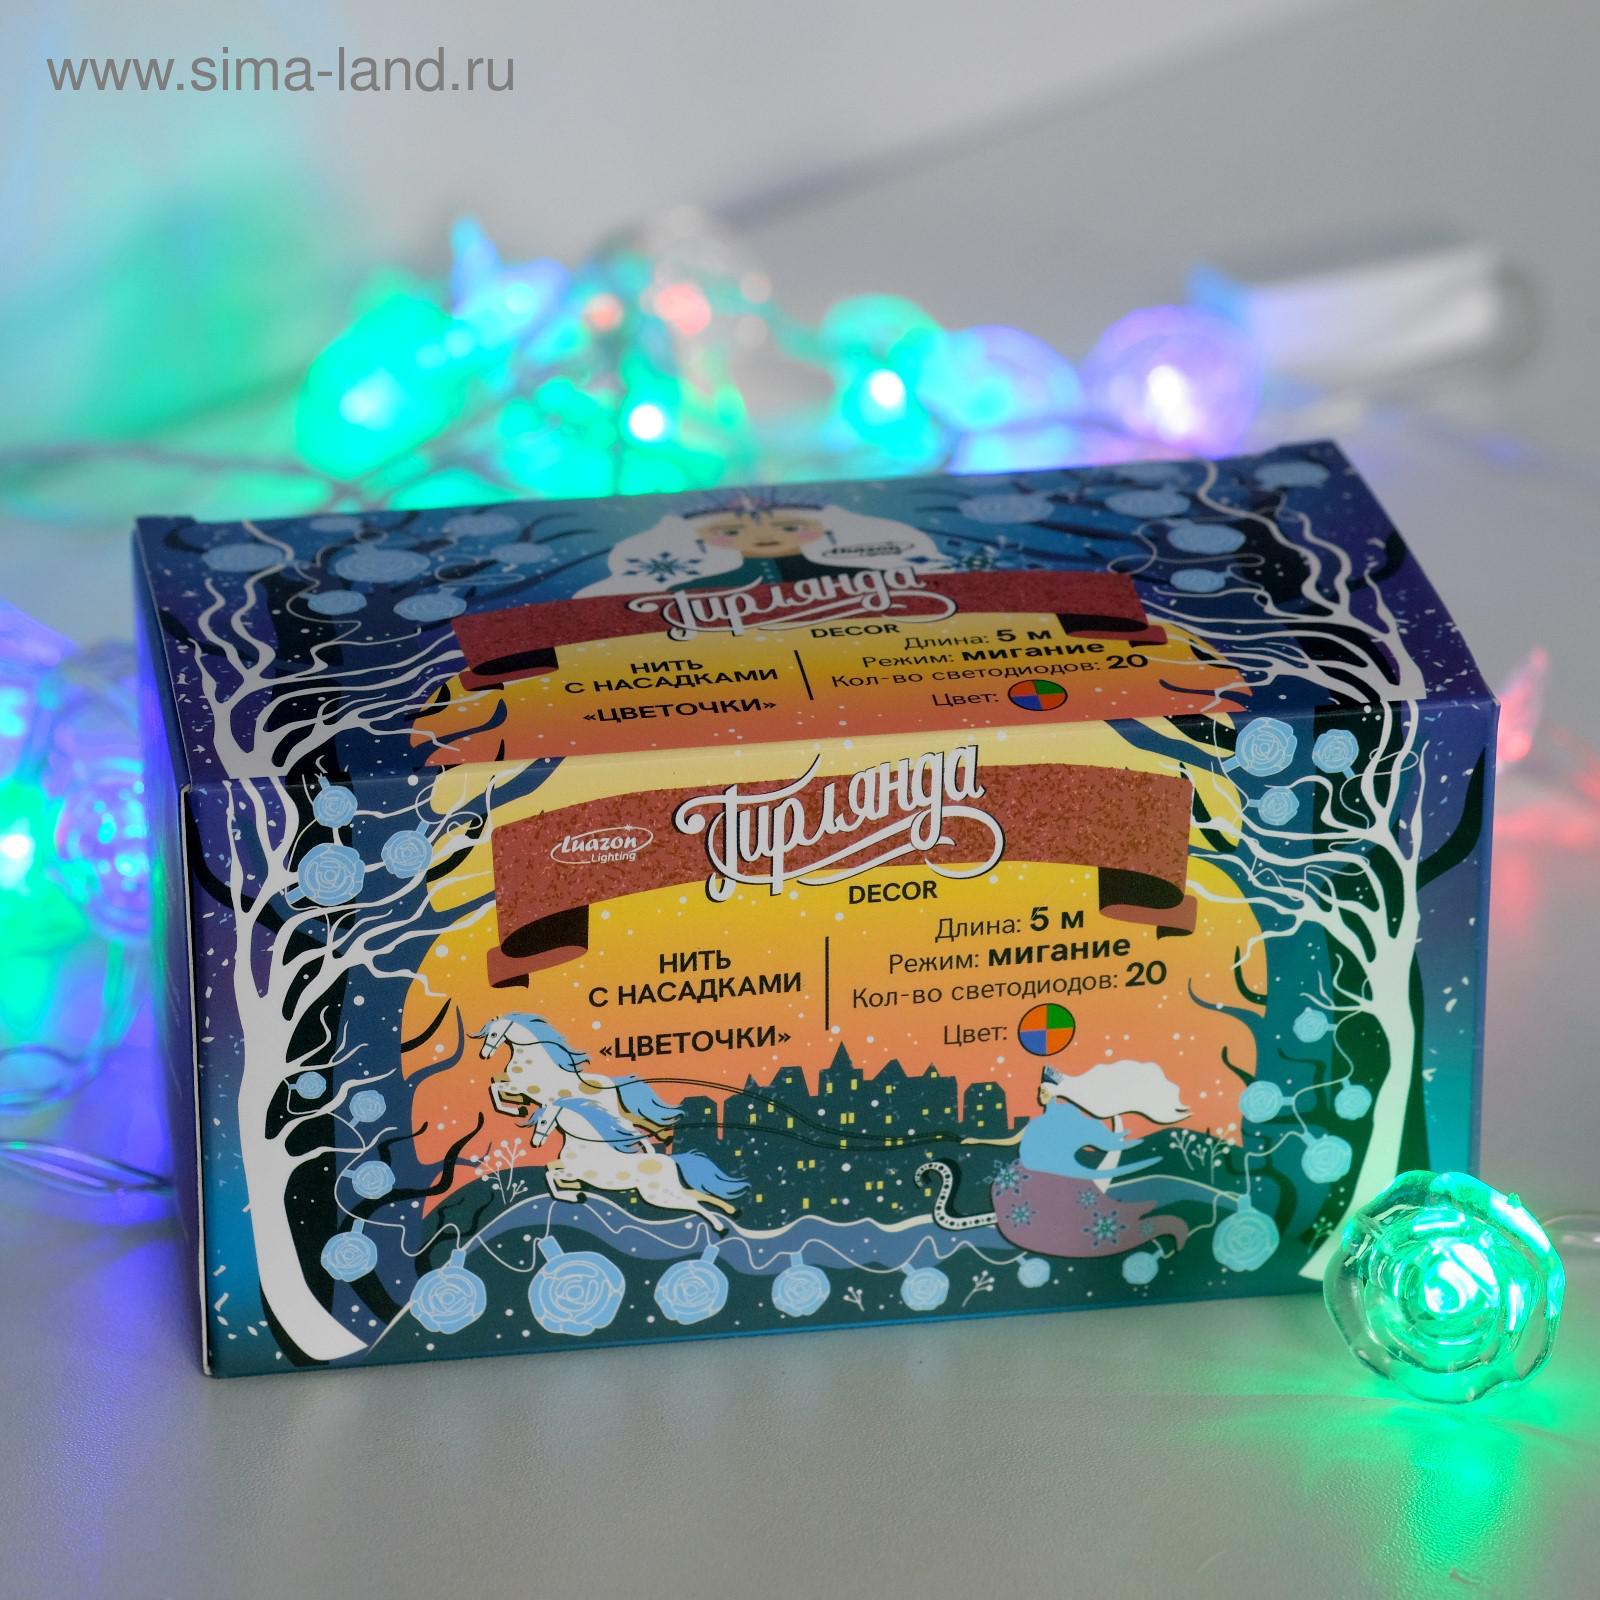 www.sima-land.ru
Luazon
Гирлянда
DECOR
НИТЬ
С НАСАДКАМИ
«ЦВЕТОЧКИ»
Длина: 5 м
Режим: мигание
Кол-во светодиодов: 20
Цвет:
Luazon
Lighting
Гирлянда
DECOR
НИТЬ
С НАСАДКАМИ
«ЦВЕТОЧКИ»
Длина: 5 м
Режим: мигание
Кол-во светодиодов: 20
Цвет: